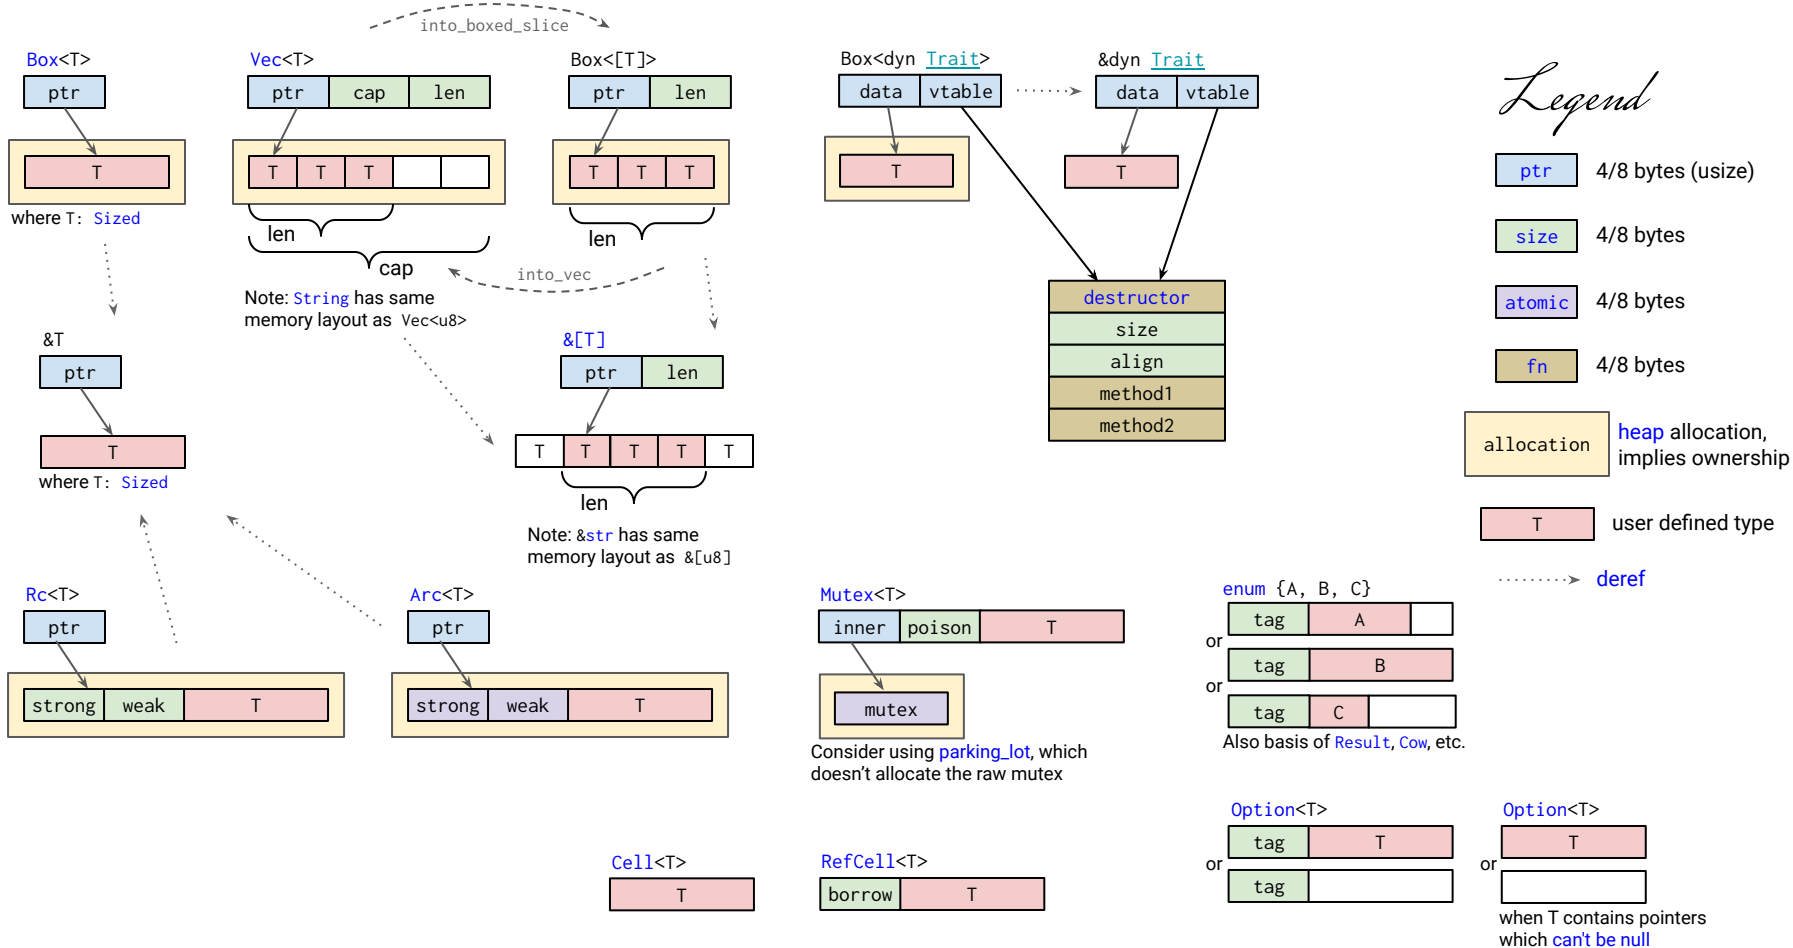 into_boxed_slice
Box<T>
ptr
T
where T: Sized
Vec<T>
ptr cap len
T T T
len
cap
Note: String has same
memory layout as Vec<u8>
Box<[T]>
ptr len
T T T
len
into_vec
&T
ptr
T
where T: Sized
&[T]
ptr len
T T T T T
len
Note: &str has same
memory layout as &[u8]
Box<dyn Trait>
data vtable
T
&dyn Trait
data vtable
T
destructor
size
align
method1
method2
Legend
ptr 4/8 bytes (usize)
size 4/8 bytes
atomic 4/8 bytes
fn 4/8 bytes
allocation
heap allocation,
implies ownership
T user defined type
deref
Rc<T>
ptr
strong weak T
Arc<T>
ptr
strong weak T
Mutex<T>
inner poison T
mutex
Consider using parking_lot, which
doesn't allocate the raw mutex
enum {A, B, C}
tag A
or
tag B
or
tag C
Also basis of Result, Cow, etc.
Cell<T>
T
RefCell<T>
borrow T
Option<T>
tag T
or
tag
Option<T>
T
or
when T contains pointers
which can't be null